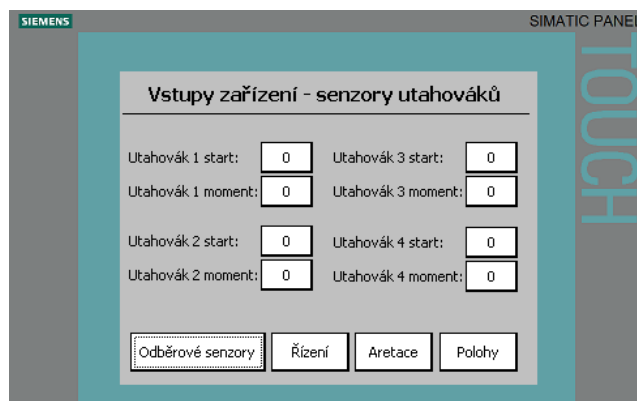 SIEMENS
SIMATIC PANEL
TOUCH
Vstupy zařízení - senzory utahováků
Utahovák 1 start: 0 Utahovák 3 start: 0
Utahovák 1 moment: 0 Utahovák 3 moment: 0
Utahovák 2 start: 0 Utahovák 4 start: 0
Utahovák 2 moment: 0 Utahovák 4 moment: 0
Odběrové senzory Řízení Aretace Polohy